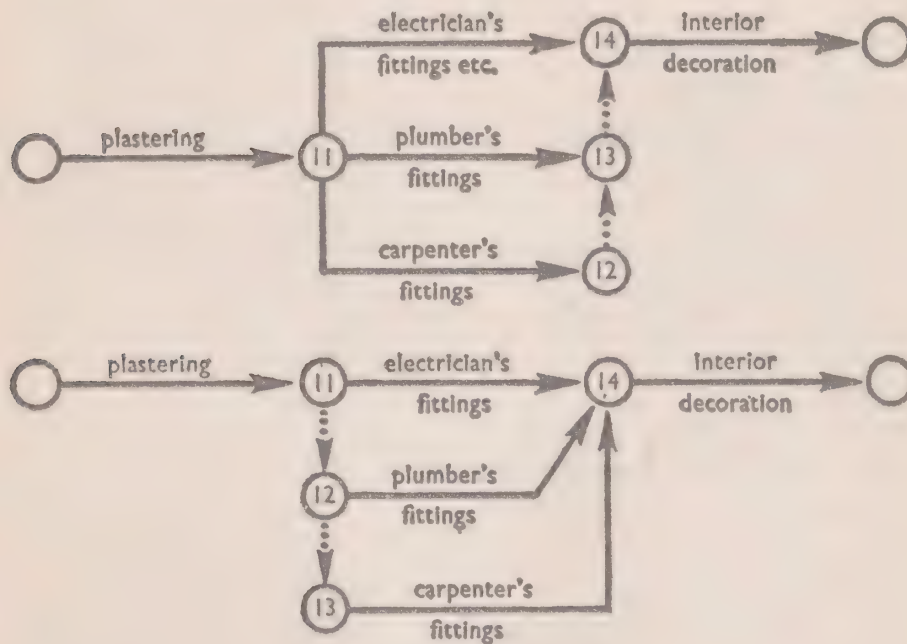 electrician's
fittings etc.
14
interior
decoration
plastering
11
plumber's
fittings
13
carpenter's
fittings
12
plastering
11
electrician's
fittings
14
interior
decoration
12
plumber's
fittings
13
carpenter's
fittings